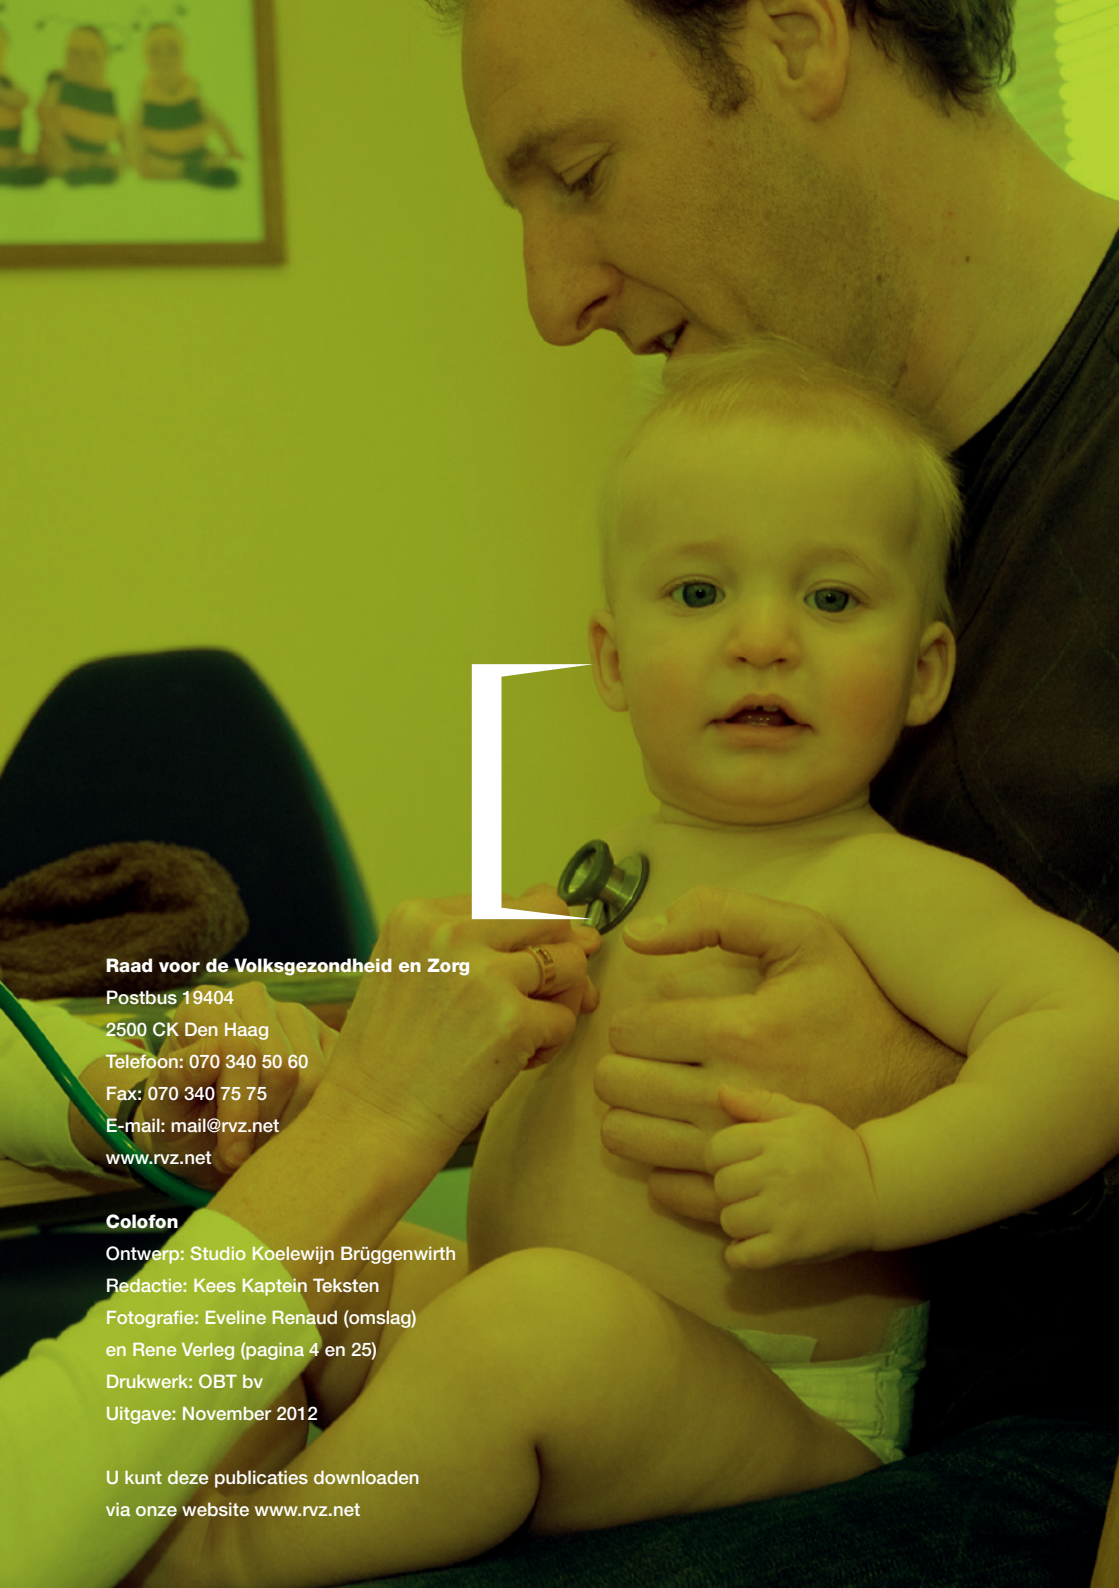 Raad voor de Volksgezondheid en Zorg
Postbus 19404
2500 CK Den Haag
Telefoon: 070 340 50 60
Fax: 070 340 75 75
E-mail: mail@rvz.net
www.rvz.net
Colofon
Ontwerp: Studio Koelewijn Brüggenwirth
Redactie: Kees Kaptein Teksten
Fotografie: Eveline Renaud (omslag)
en Rene Verleg (pagina 4 en 25)
Drukwerk: OBT bv
Uitgave: November 2012
U kunt deze publicaties downloaden
via onze website www.rvz.net